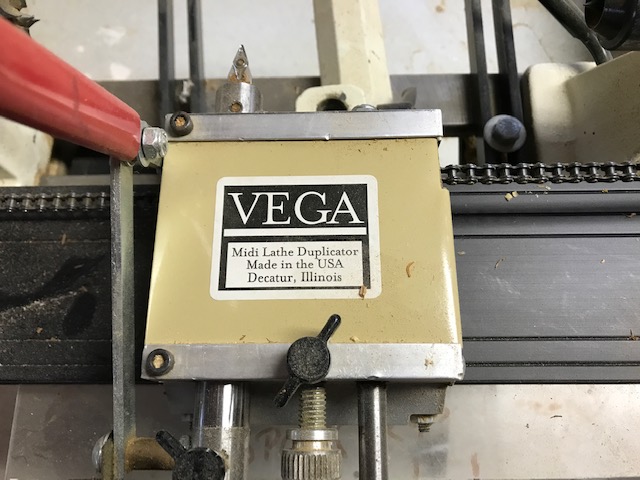 VEGA
Midi Lathe Duplicator
Made in the USA
Decatur, Illinois